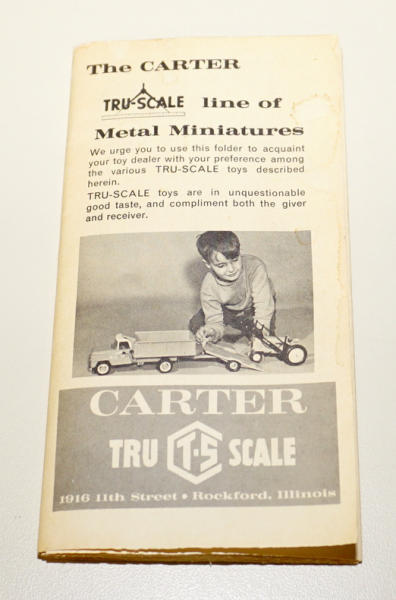 The CARTER
TRU-SCALE line of
Metal Miniatures
We urge you to use this folder to acquaint
your toy dealer with your preference among
the various TRU-SCALE toys described
herein.
TRU-SCALE toys are in unquestionable
good taste, and compliment both the giver
and receiver.
CARTER
TRU T-S SCALE
1916 11th Street • Rockford, Illinois